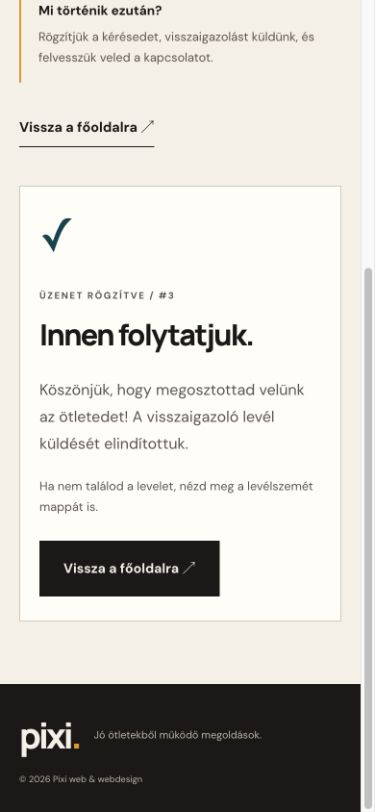 Mi történik ezután?
Rögzítjük a kérésedet, visszaigazolást küldünk, és
felvesszük veled a kapcsolatot.
Vissza a főoldalra ↗
ÜZENET RÖGZÍTVE / #3
Innen folytatjuk.
Köszönjük, hogy megosztottad velünk
az ötletedet! A visszaigazoló levél
küldését elindítottuk.
Ha nem találod a levelet, nézd meg a levélszemét
mappát is.
Vissza a főoldalra ↗
pixi. Jó ötletekből működő megoldások.
© 2026 Pixi web & webdesign